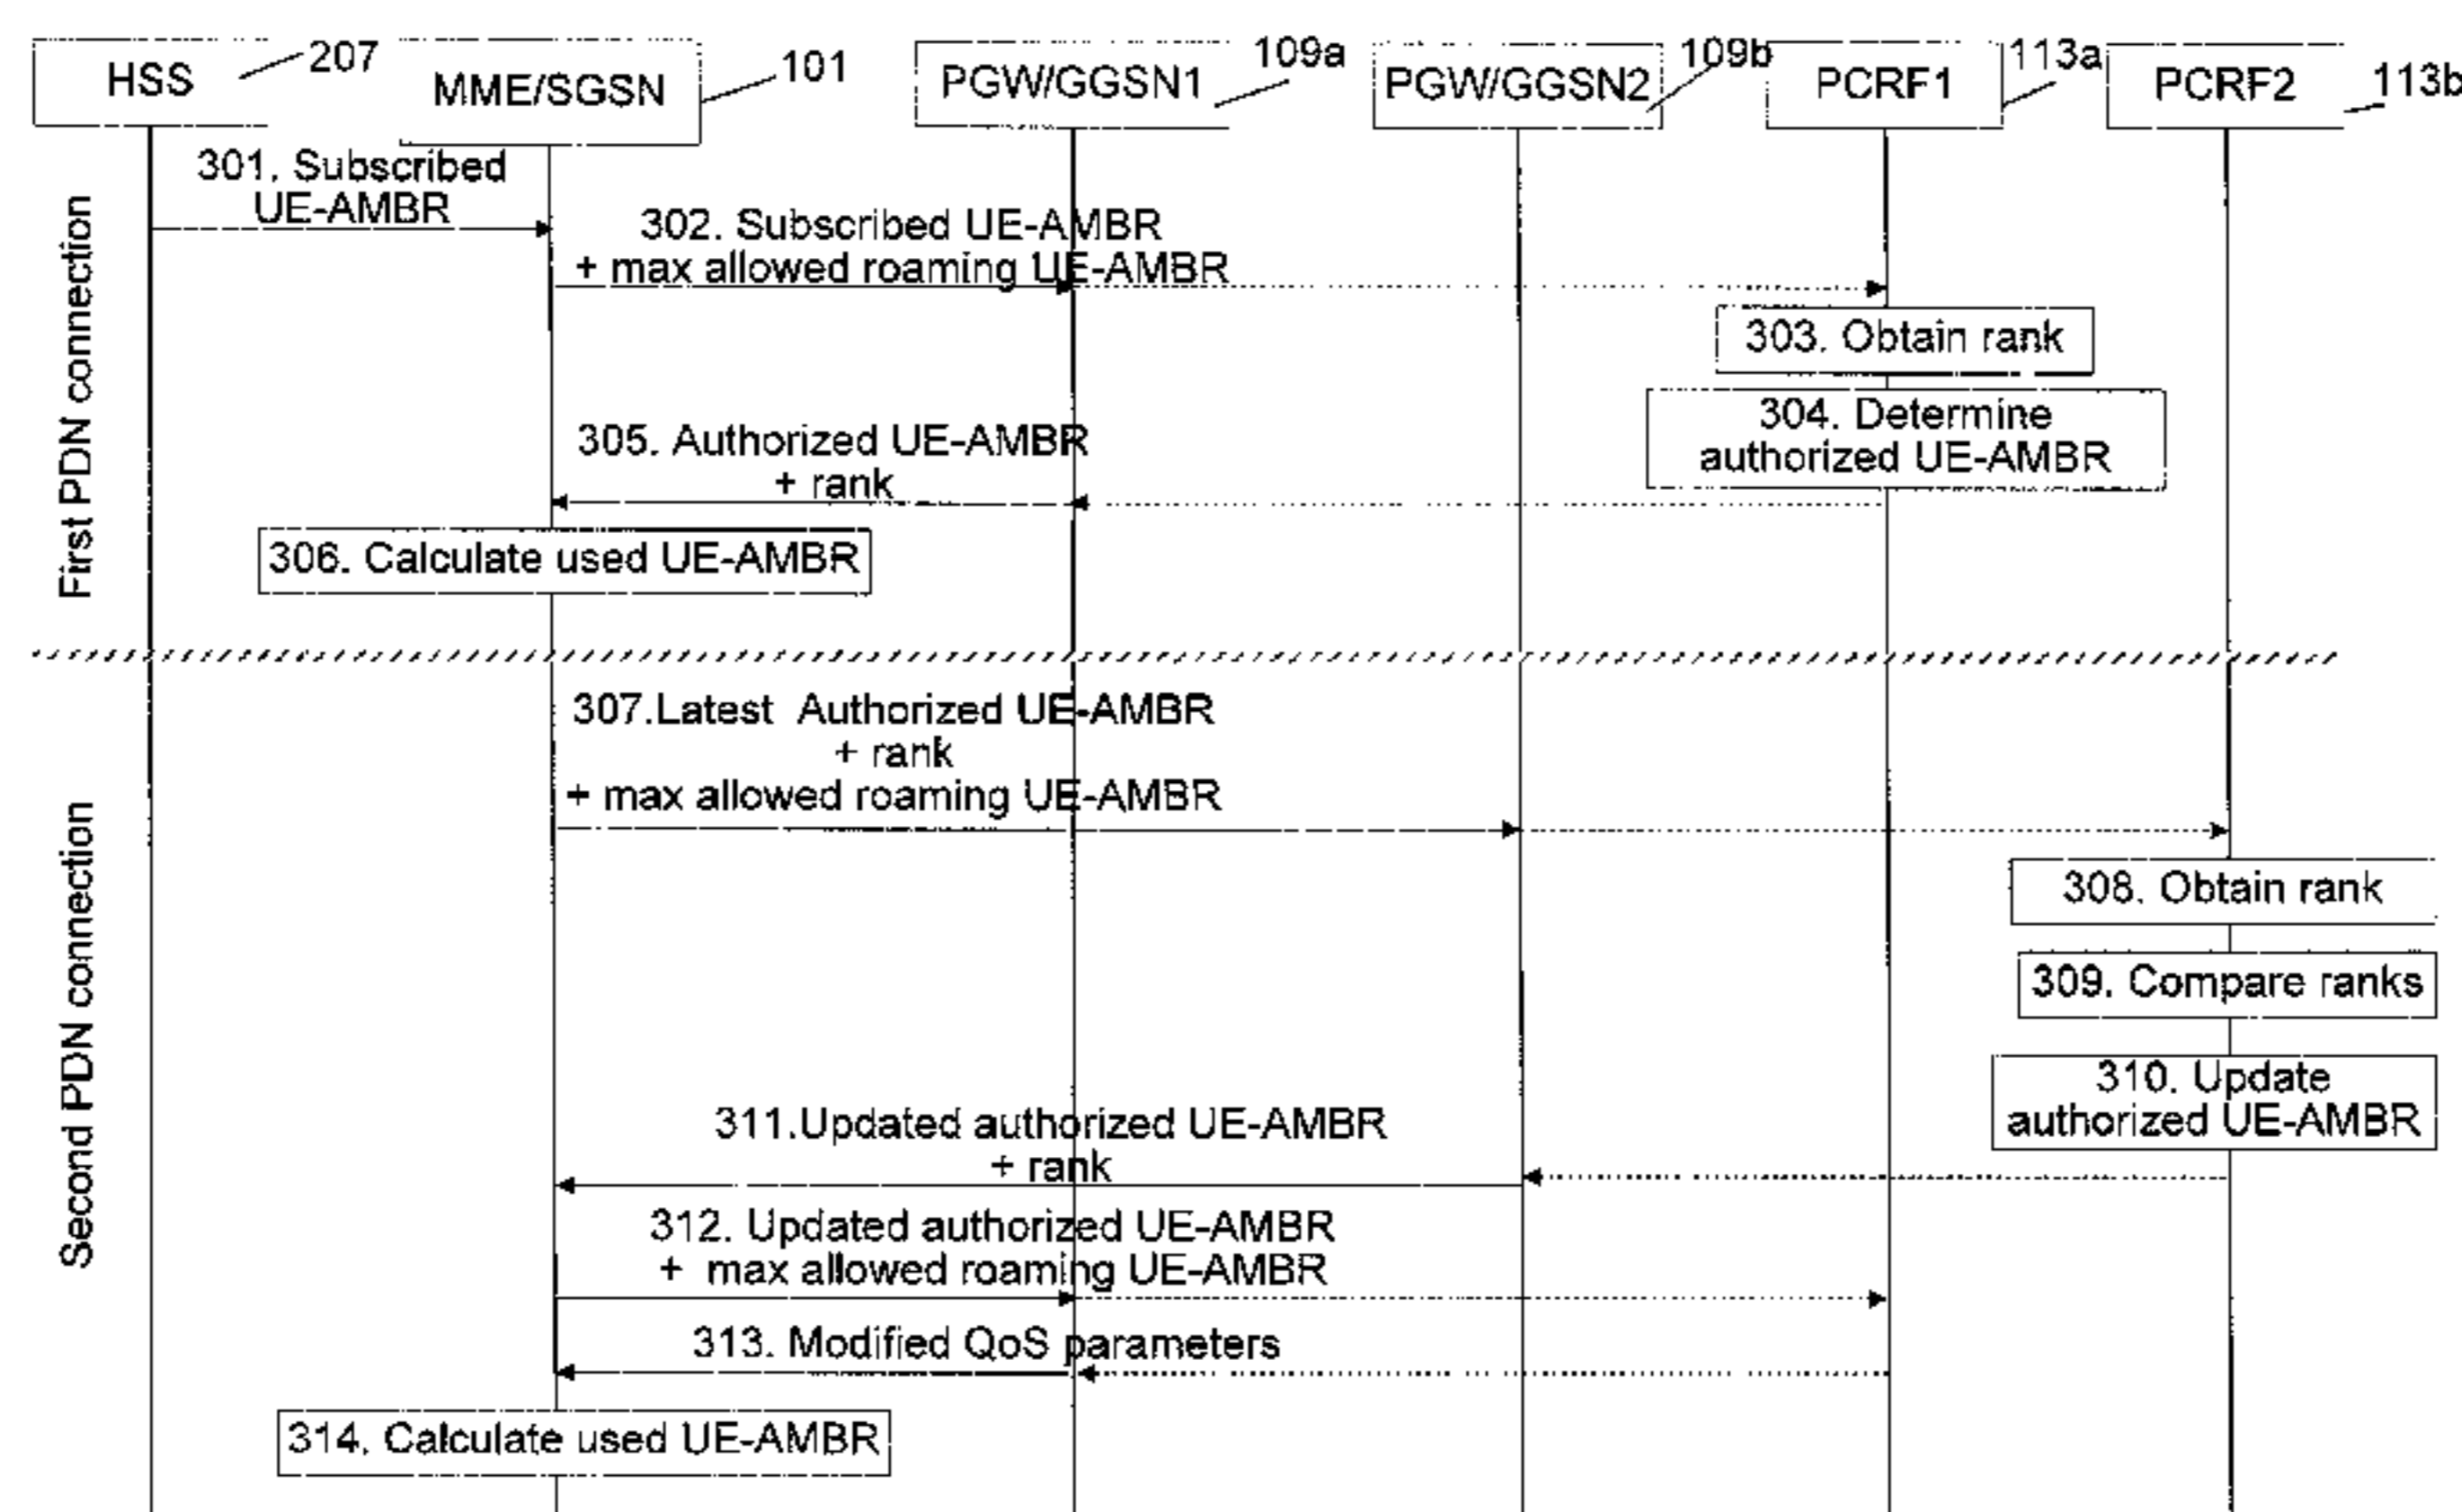 HSS
207
MME/SGSN
101
PGW/GGSN1
109a
PGW/GGSN2
109b
PCRF1
113a
PCRF2
113b
First PDN connection
301. Subscribed
UE-AMBR
302. Subscribed UE-AMBR
+ max allowed roaming UE-AMBR
303. Obtain rank
304. Determine
authorized UE-AMBR
305. Authorized UE-AMBR
+ rank
306. Calculate used UE-AMBR
Second PDN connection
307.Latest Authorized UE-AMBR
+ rank
+ max allowed roaming UE-AMBR
308. Obtain rank
309. Compare ranks
310. Update
authorized UE-AMBR
311.Updated authorized UE-AMBR
+ rank
312. Updated authorized UE-AMBR
+ max allowed roaming UE-AMBR
313. Modified QoS parameters
314. Calculate used UE-AMBR